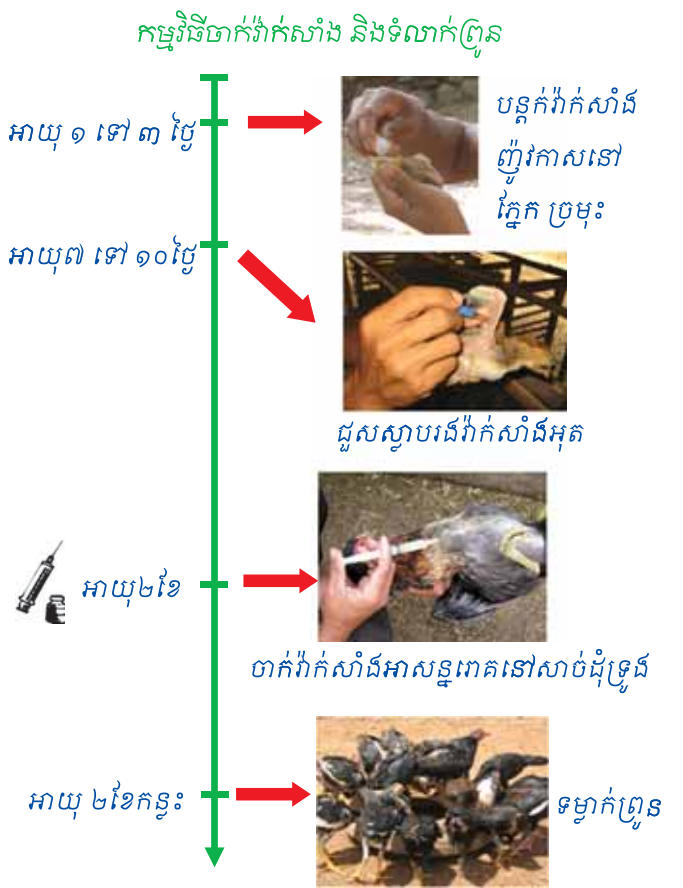 កម្មវិធីចាក់វ៉ាក់សាំង និងទំលាក់ព្រូន
អាយុ ១ ទៅ ៣ ថ្ងៃ
បន្តក់វ៉ាក់សាំង
ញ៉ូវកាសនៅ
ភ្នែក ច្រមុះ
អាយុ៧ ទៅ ១០ថ្ងៃ
ជួសស្លាបរងវ៉ាក់សាំងអុត
អាយុ២ខែ
ចាក់វ៉ាក់សាំងអាសន្នរោគនៅសាច់ដុំទ្រូង
អាយុ ២ខែកន្លះ
ទម្លាក់ព្រូន